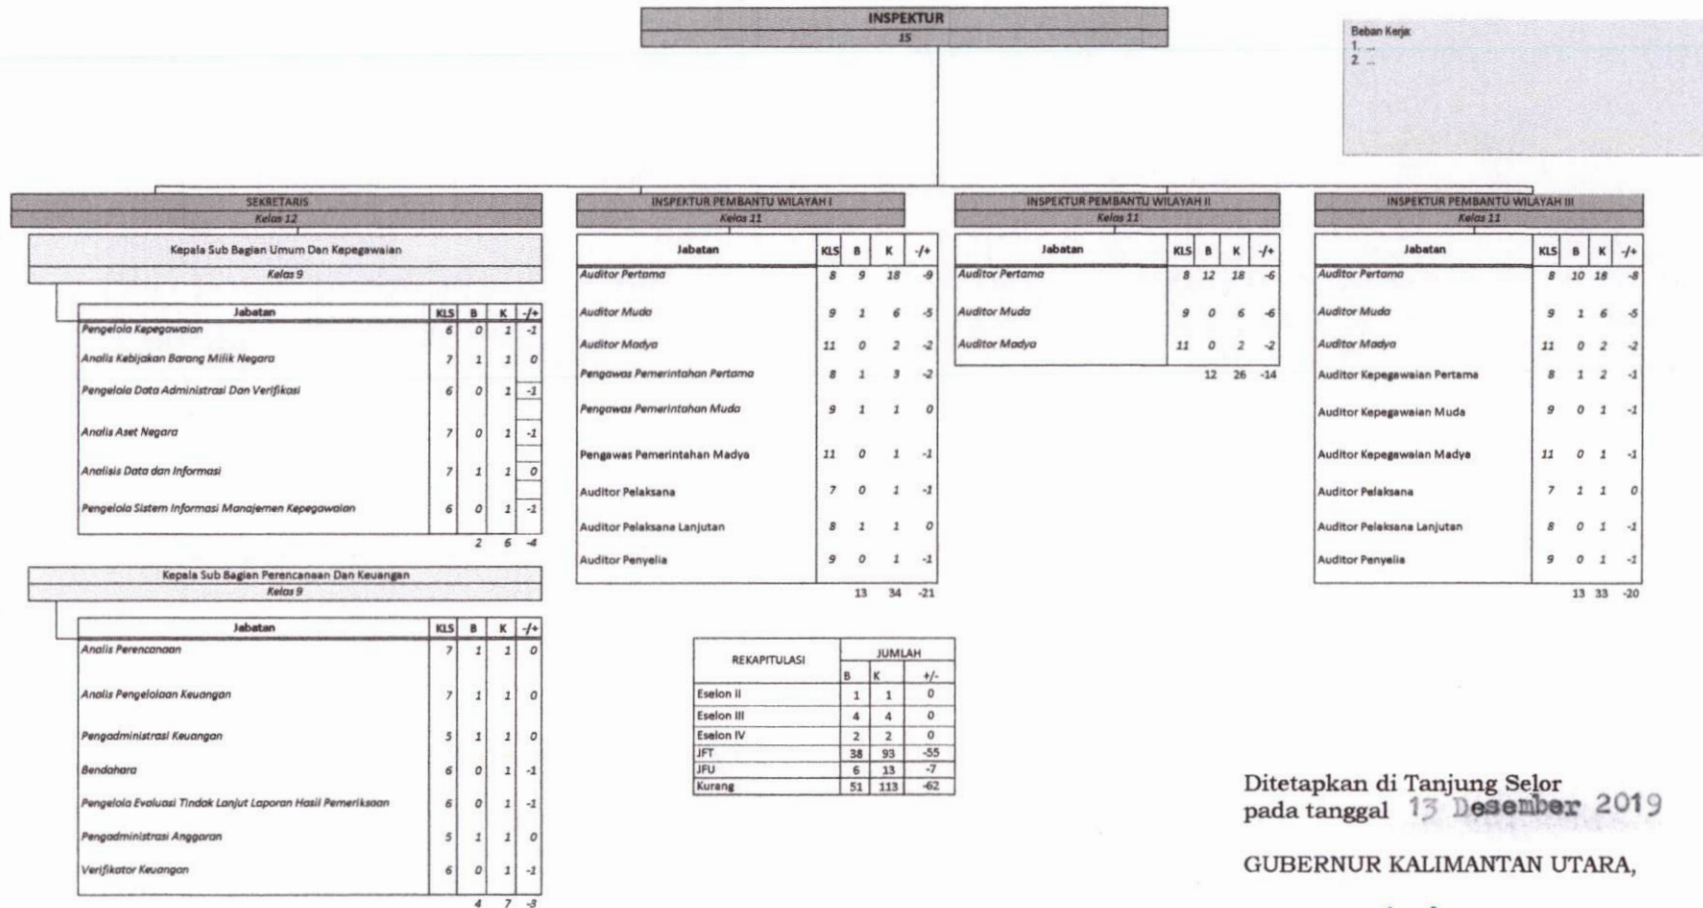 INSPEKTUR
15
Beban Kerja:
1. ...
2. ...
SEKRETARIS
Kelas 12
Kepala Sub Bagian Umum Dan Kepegawaian
Kelas 9
Jabatan KLS B K -/+
Pengelola Kepegawaian 6 0 1 -1
Analis Kebijakan Barang Milik Negara 7 1 1 0
Pengelola Data Administrasi Dan Verifikasi 6 0 1 -1
Analis Aset Negara 7 0 1 -1
Analisis Data dan Informasi 7 1 1 0
Pengelola Sistem Informasi Manajemen Kepegawaian 6 0 1 -1
2 6 -4
Kepala Sub Bagian Perencanaan Dan Keuangan
Kelas 9
Jabatan KLS B K -/+
Analis Perencanaan 7 1 1 0
Analis Pengelolaan Keuangan 7 1 1 0
Pengadministrasi Keuangan 5 1 1 0
Bendahara 6 0 1 -1
Pengelola Evaluasi Tindak Lanjut Laporan Hasil Pemeriksaan 6 0 1 -1
Pengadministrasi Anggaran 5 1 1 0
Verifikator Keuangan 6 0 1 -1
4 7 -3
INSPEKTUR PEMBANTU WILAYAH I
Kelas 11
Jabatan KLS B K -/+
Auditor Pertama 8 9 18 -9
Auditor Muda 9 1 6 -5
Auditor Madya 11 0 2 -2
Pengawas Pemerintahan Pertama 8 1 3 -2
Pengawas Pemerintahan Muda 9 1 1 0
Pengawas Pemerintahan Madya 11 0 1 -1
Auditor Pelaksana 7 0 1 -1
Auditor Pelaksana Lanjutan 8 1 1 0
Auditor Penyelia 9 0 1 -1
13 34 -21
INSPEKTUR PEMBANTU WILAYAH II
Kelas 11
Jabatan KLS B K -/+
Auditor Pertama 8 12 18 -6
Auditor Muda 9 0 6 -6
Auditor Madya 11 0 2 -2
12 26 -14
INSPEKTUR PEMBANTU WILAYAH III
Kelas 11
Jabatan KLS B K -/+
Auditor Pertama 8 10 18 -8
Auditor Muda 9 1 6 -5
Auditor Madya 11 0 2 -2
Auditor Kepegawaian Pertama 8 1 2 -1
Auditor Kepegawaian Muda 9 0 1 -1
Auditor Kepegawaian Madya 11 0 1 -1
Auditor Pelaksana 7 1 1 0
Auditor Pelaksana Lanjutan 8 0 1 -1
Auditor Penyelia 9 0 1 -1
13 33 -20
REKAPITULASI JUMLAH
B K +/-
Eselon II 1 1 0
Eselon III 4 4 0
Eselon IV 2 2 0
JFT 38 93 -55
JFU 6 13 -7
Kurang 51 113 -62
Ditetapkan di Tanjung Selor
pada tanggal 13 Desember 2019
GUBERNUR KALIMANTAN UTARA,